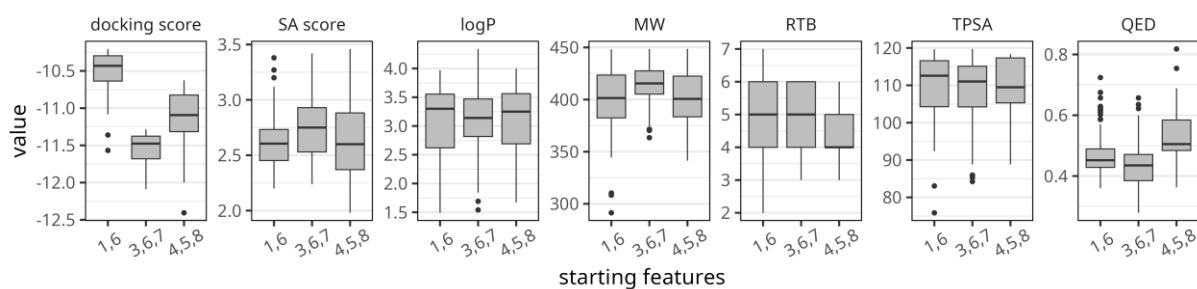 docking score SA score logP MW RTB TPSA QED
value
-10.5 -11.0 -11.5 -12.0 -12.5
3.5 3.0 2.5 2.0
4.0 3.5 3.0 2.5 2.0 1.5
450 400 350 300
7 6 5 4 3 2
120 110 100 90 80
0.8 0.6 0.4
1,6 3,6,7 4,5,8 1,6 3,6,7 4,5,8 1,6 3,6,7 4,5,8 1,6 3,6,7 4,5,8 1,6 3,6,7 4,5,8 1,6 3,6,7 4,5,8 1,6 3,6,7 4,5,8
starting features